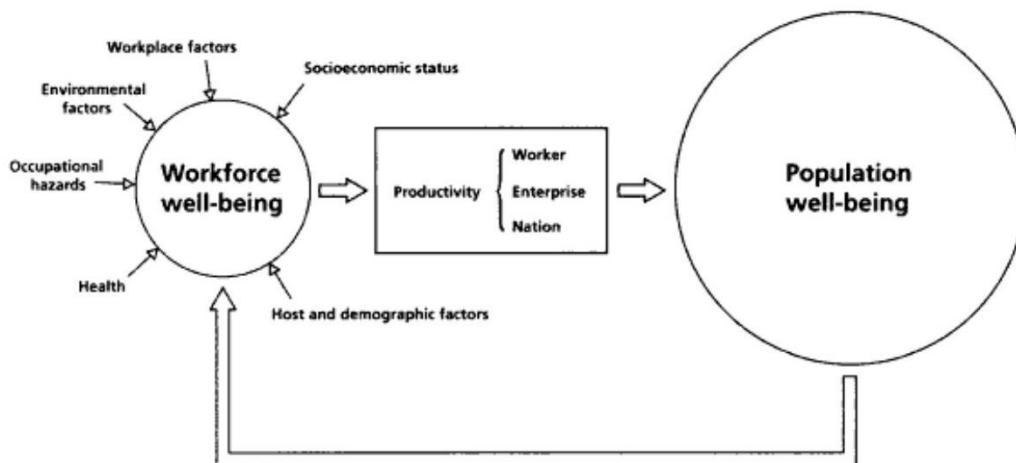 Workplace factors
Socioeconomic status
Environmental
factors
Occupational
hazards
Workforce
well-being
Health
Host and demographic factors
Productivity
Worker
Enterprise
Nation
Population
well-being